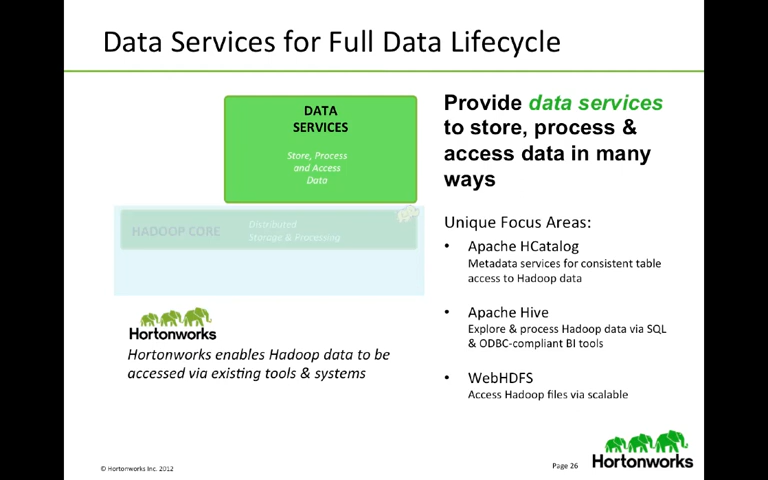 Data Services for Full Data Lifecycle
DATA
SERVICES
Store, Process
and Access
Data
HADOOP CORE
Distributed
Storage & Processing
Hortonworks
Hortonworks enables Hadoop data to be
accessed via existing tools & systems
Provide data services
to store, process &
access data in many
ways
Unique Focus Areas:
• Apache HCatalog
Metadata services for consistent table
access to Hadoop data
• Apache Hive
Explore & process Hadoop data via SQL
& ODBC-compliant BI tools
• WebHDFS
Access Hadoop files via scalable
© Hortonworks Inc. 2012
Page 26
Hortonworks